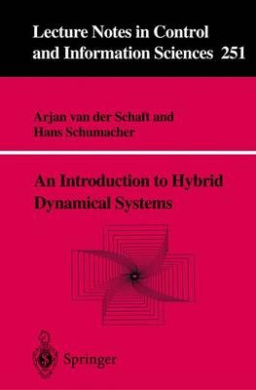 Lecture Notes in Control
and Information Sciences 251
Arjan van der Schaft and
Hans Schumacher
An Introduction to Hybrid
Dynamical Systems
Springer